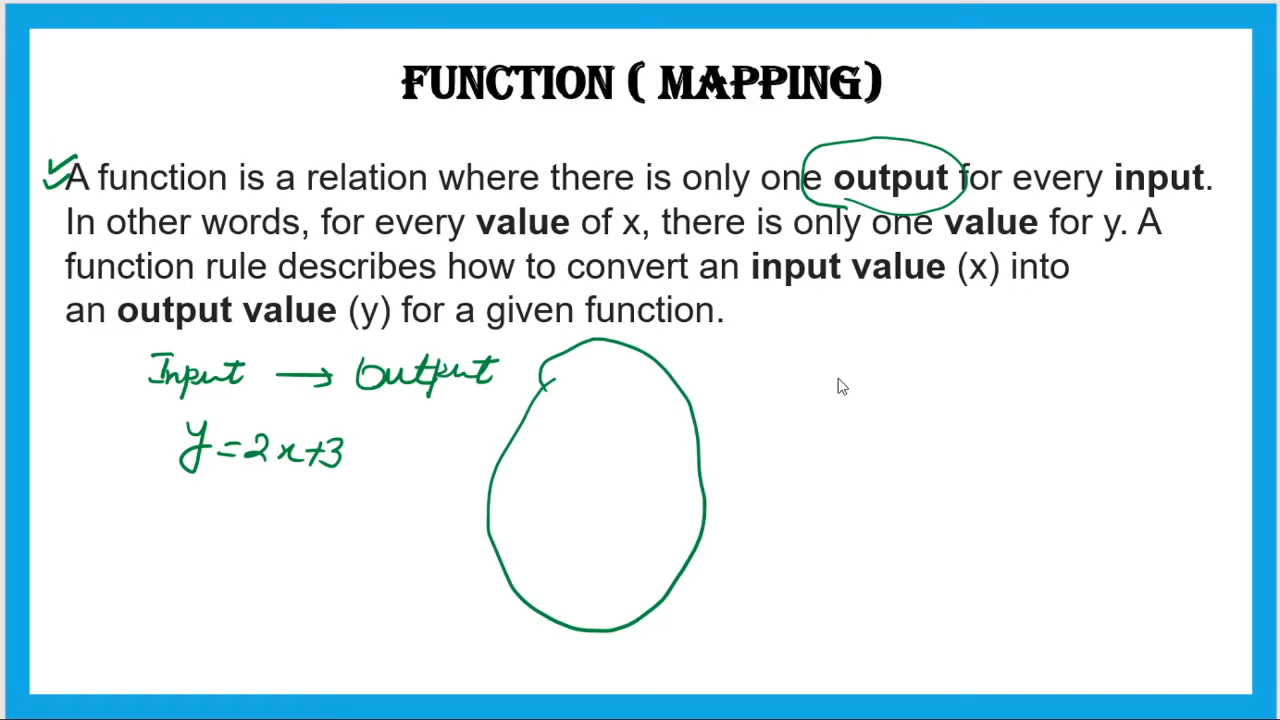 FUNCTION ( MAPPING)
A function is a relation where there is only one output for every input.
In other words, for every value of x, there is only one value for y. A
function rule describes how to convert an input value (x) into
an output value (y) for a given function.
Input → Output
y=2x+3